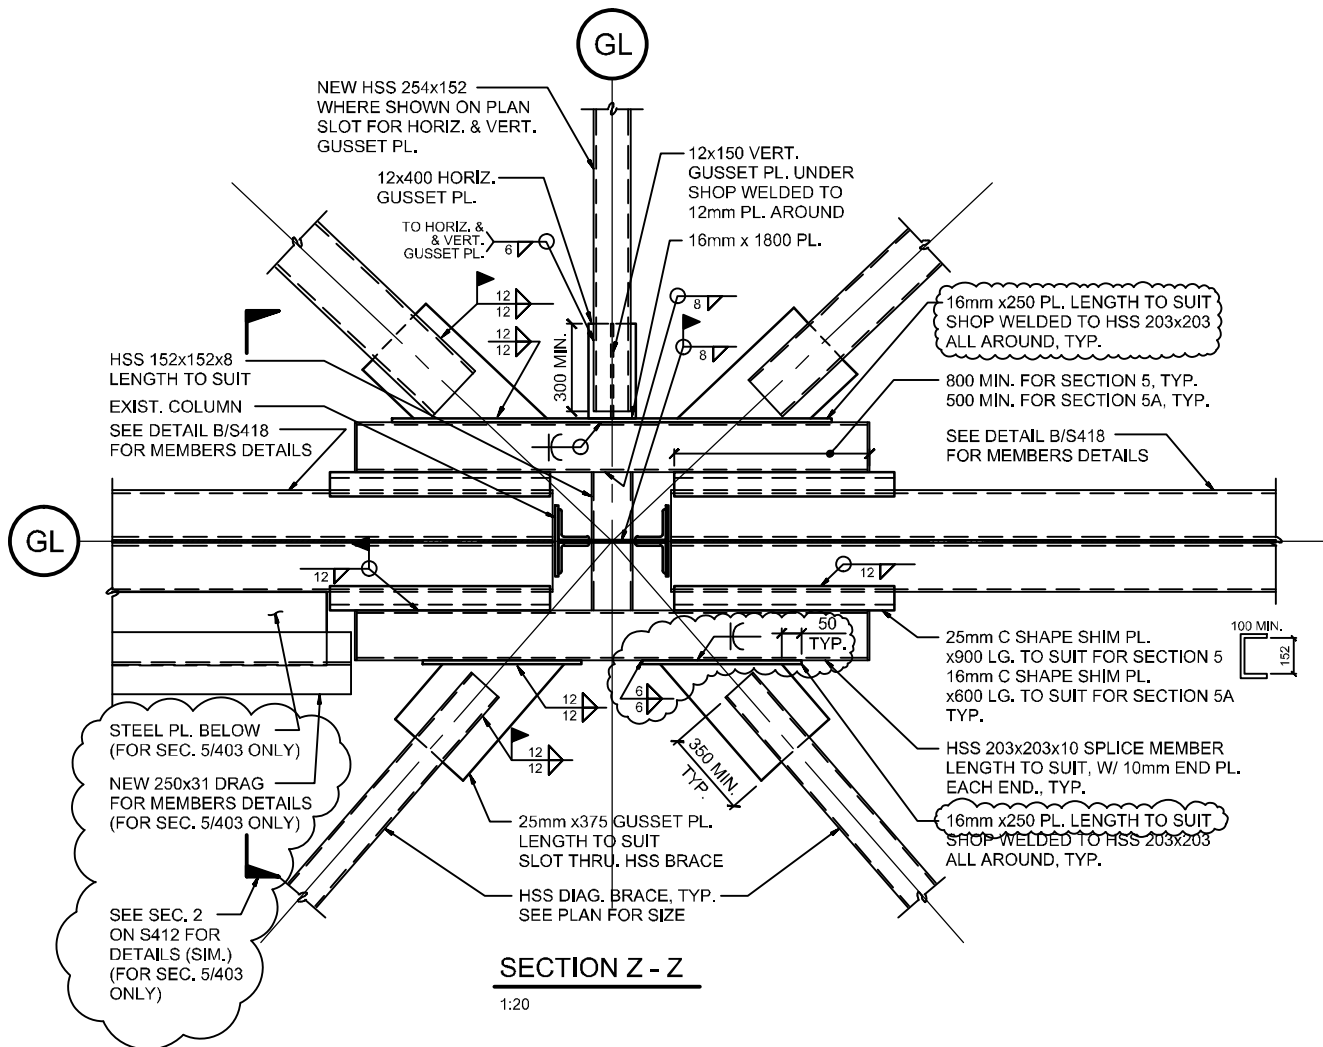 GL
NEW HSS 254x152
WHERE SHOWN ON PLAN
SLOT FOR HORIZ. & VERT.
GUSSET PL.
12x400 HORIZ.
GUSSET PL.
TO HORIZ. &
& VERT.
GUSSET PL.
6
12x150 VERT.
GUSSET PL. UNDER
SHOP WELDED TO
12mm PL. AROUND
16mm x 1800 PL.
12
12
12
12
8
8
300 MIN.
16mm x250 PL. LENGTH TO SUIT
SHOP WELDED TO HSS 203x203
ALL AROUND, TYP.
HSS 152x152x8
LENGTH TO SUIT
EXIST. COLUMN
SEE DETAIL B/S418
FOR MEMBERS DETAILS
800 MIN. FOR SECTION 5, TYP.
500 MIN. FOR SECTION 5A, TYP.
SEE DETAIL B/S418
FOR MEMBERS DETAILS
GL
12
12
50
TYP.
25mm C SHAPE SHIM PL.
x900 LG. TO SUIT FOR SECTION 5
16mm C SHAPE SHIM PL.
x600 LG. TO SUIT FOR SECTION 5A
TYP.
100 MIN.
152
6
6
12
12
12
12
350 MIN.
TYP.
STEEL PL. BELOW
(FOR SEC. 5/403 ONLY)
NEW 250x31 DRAG
FOR MEMBERS DETAILS
(FOR SEC. 5/403 ONLY)
HSS 203x203x10 SPLICE MEMBER
LENGTH TO SUIT, W/ 10mm END PL.
EACH END., TYP.
16mm x250 PL. LENGTH TO SUIT
SHOP WELDED TO HSS 203x203
ALL AROUND, TYP.
25mm x375 GUSSET PL.
LENGTH TO SUIT
SLOT THRU. HSS BRACE
HSS DIAG. BRACE, TYP.
SEE PLAN FOR SIZE
SEE SEC. 2
ON S412 FOR
DETAILS (SIM.)
(FOR SEC. 5/403
ONLY)
SECTION Z - Z
1:20